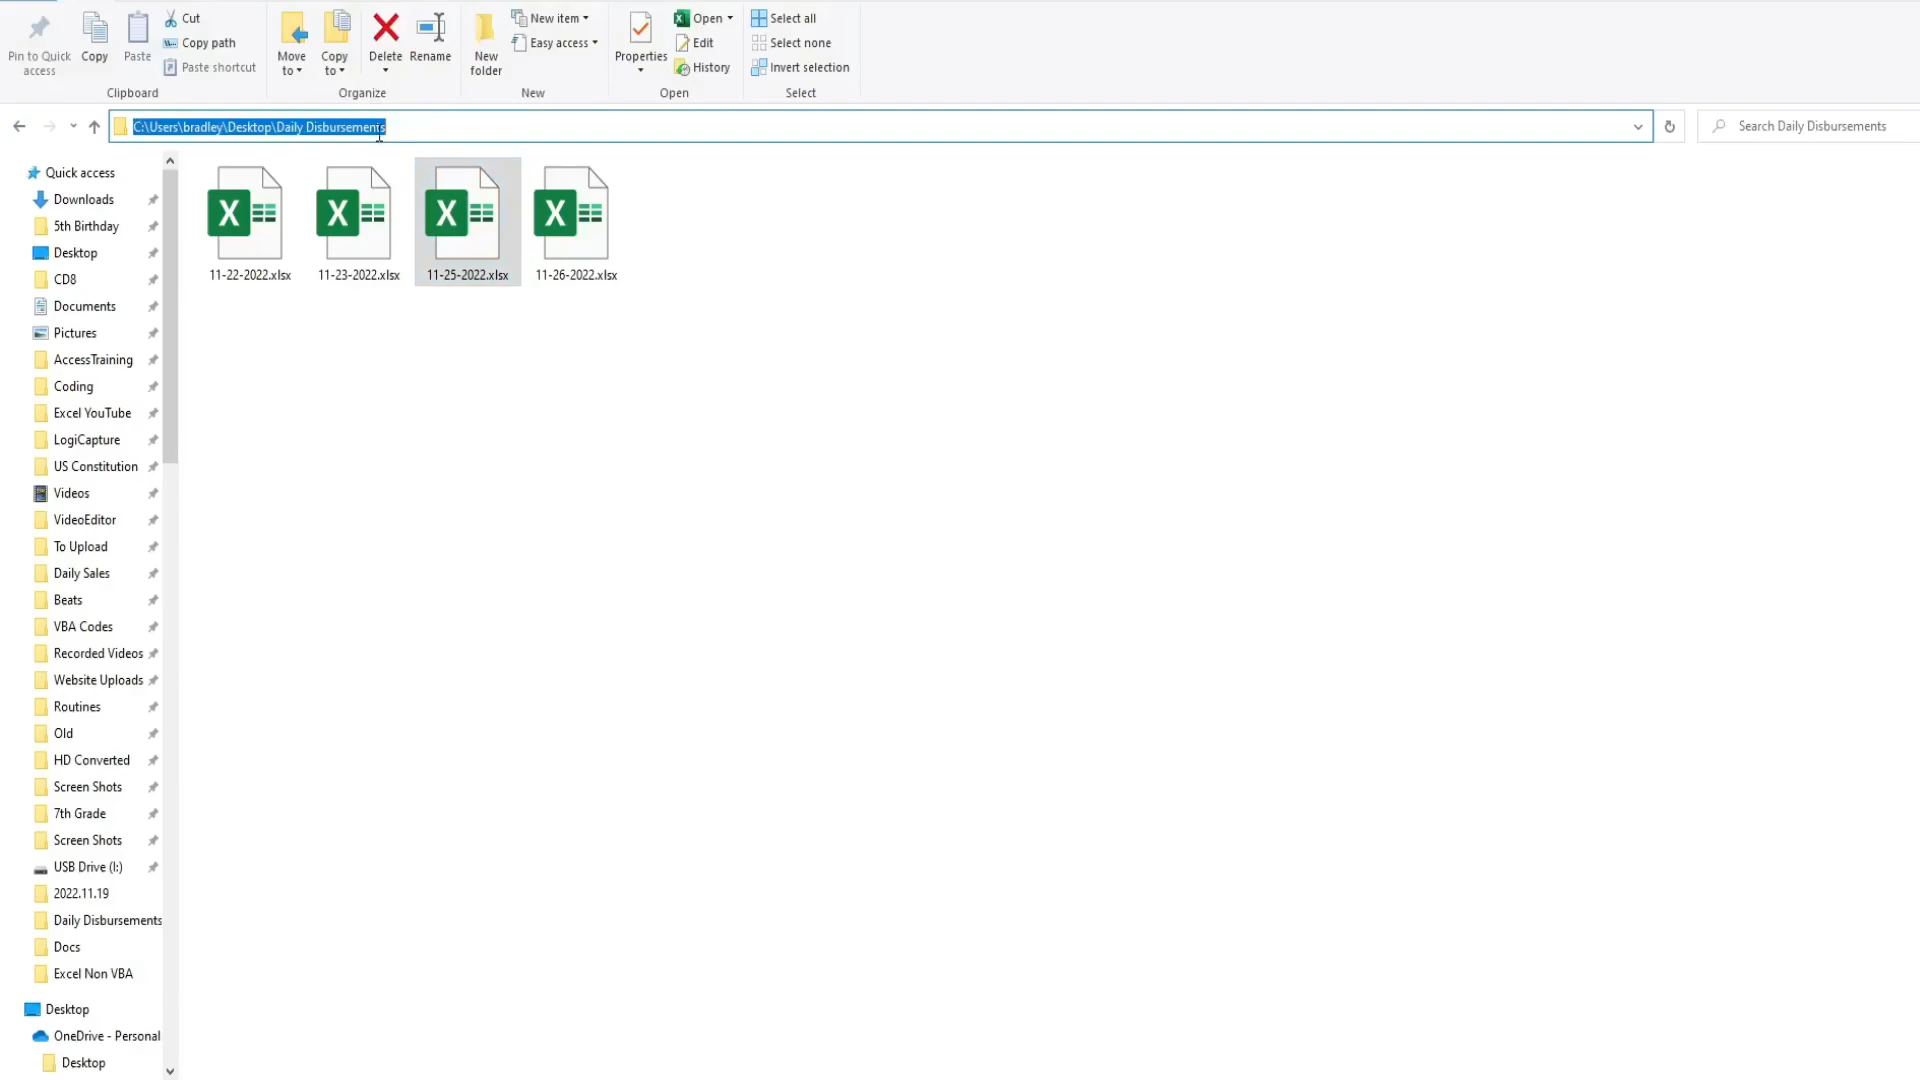 Pin to Quick access
Copy
Paste
Cut
Copy path
Paste shortcut
Clipboard
Move to
Copy to
Delete
Rename
Organize
New folder
New item
Easy access
New
Properties
Open
Edit
History
Open
Select all
Select none
Invert selection
Select
C:\Users\bradley\Desktop\Daily Disbursements
Search Daily Disbursements
Quick access
Downloads
5th Birthday
Desktop
CD8
Documents
Pictures
AccessTraining
Coding
Excel YouTube
LogiCapture
US Constitution
Videos
VideoEditor
To Upload
Daily Sales
Beats
VBA Codes
Recorded Videos
Website Uploads
Routines
Old
HD Converted
Screen Shots
7th Grade
Screen Shots
USB Drive (I:)
2022.11.19
Daily Disbursements
Docs
Excel Non VBA
Desktop
OneDrive - Personal
Desktop
X
11-22-2022.xlsx
X
11-23-2022.xlsx
X
11-25-2022.xlsx
X
11-26-2022.xlsx